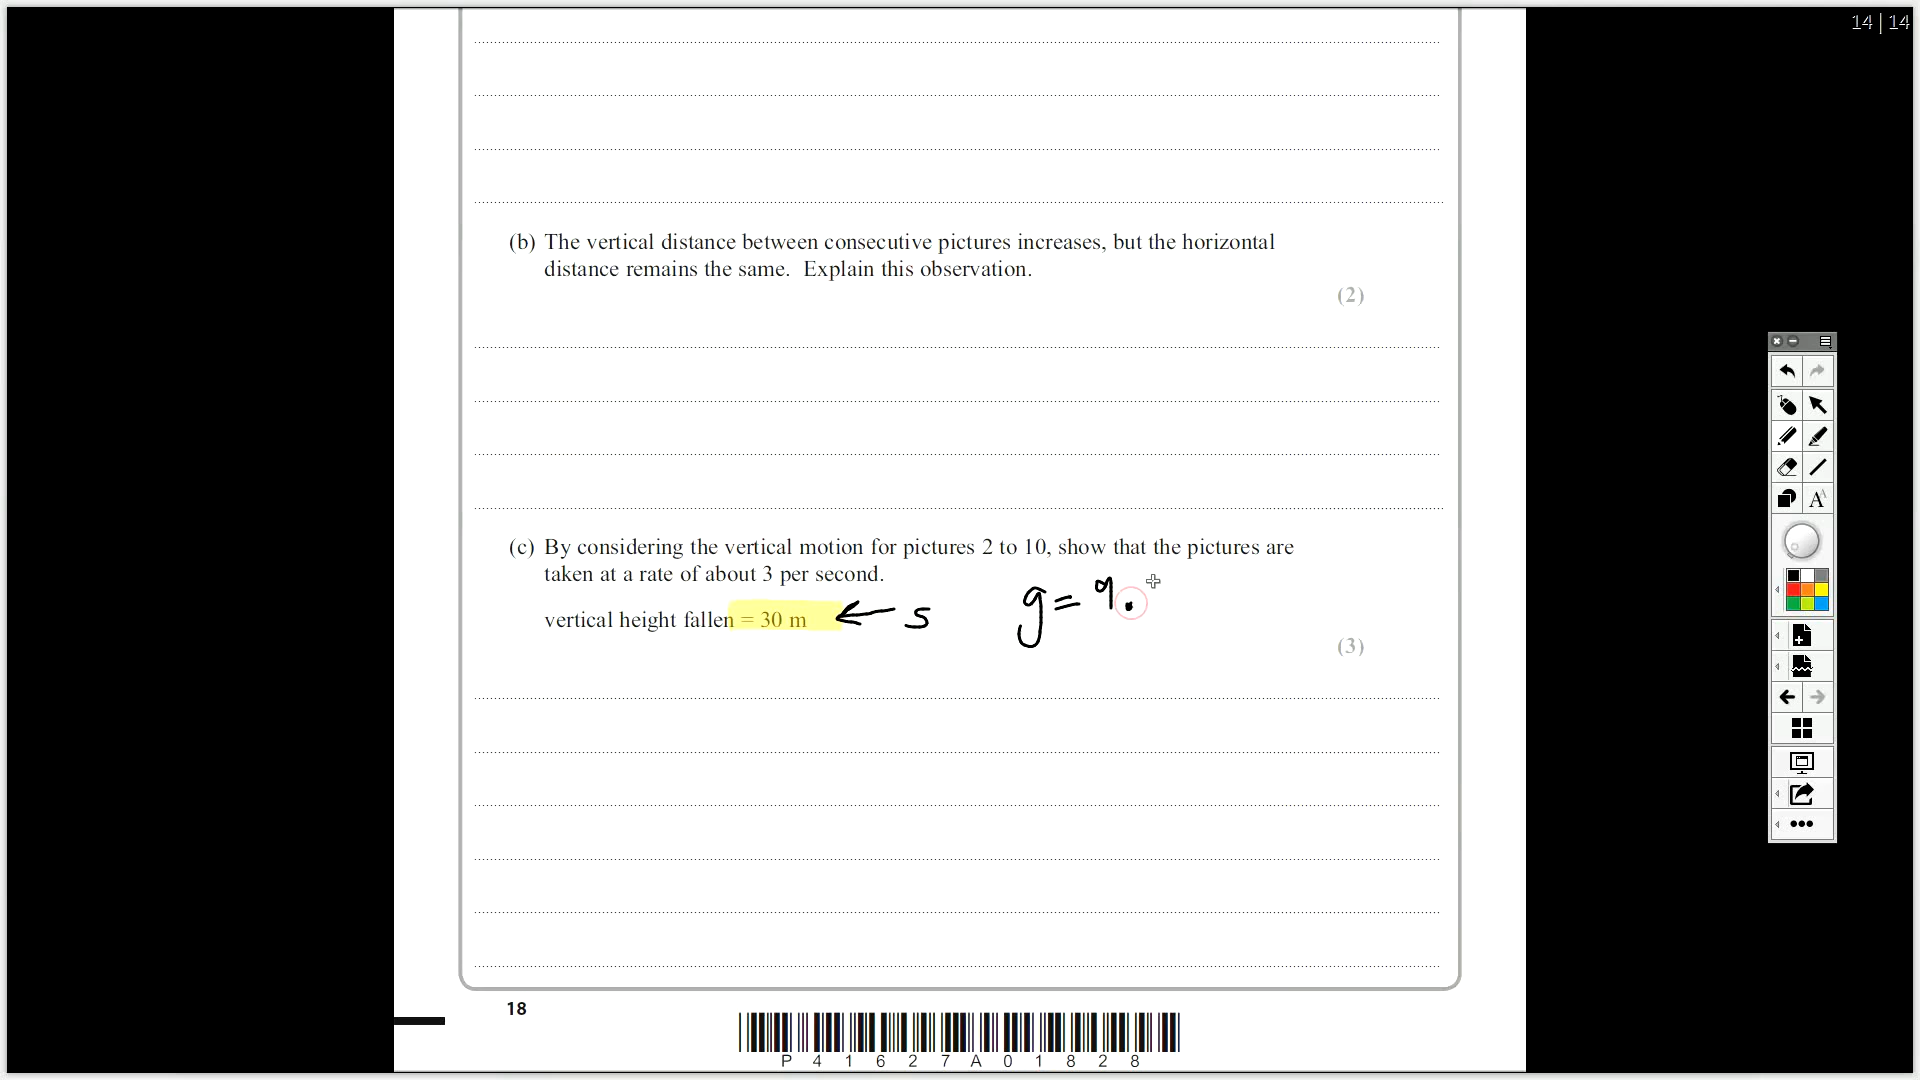 14 | 14
(b) The vertical distance between consecutive pictures increases, but the horizontal
distance remains the same. Explain this observation.
(2)
(c) By considering the vertical motion for pictures 2 to 10, show that the pictures are
taken at a rate of about 3 per second.
vertical height fallen = 30 m ← s g = 9.
(3)
18
P 4 1 6 2 7 A 0 1 8 2 8